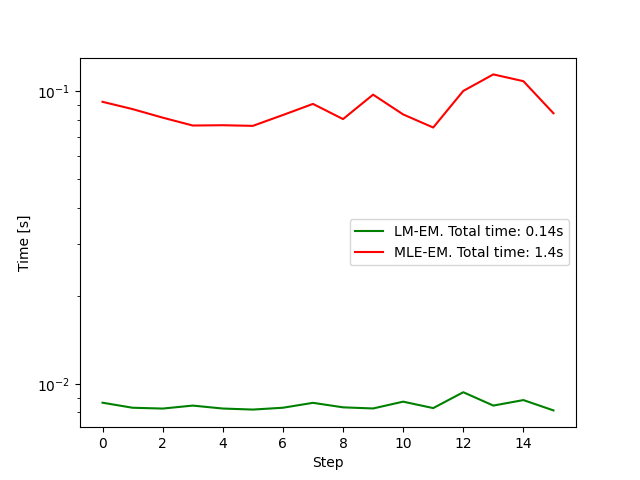 10⁻¹
10⁻²
Time [s]
LM-EM. Total time: 0.14s
MLE-EM. Total time: 1.4s
0 2 4 6 8 10 12 14
Step